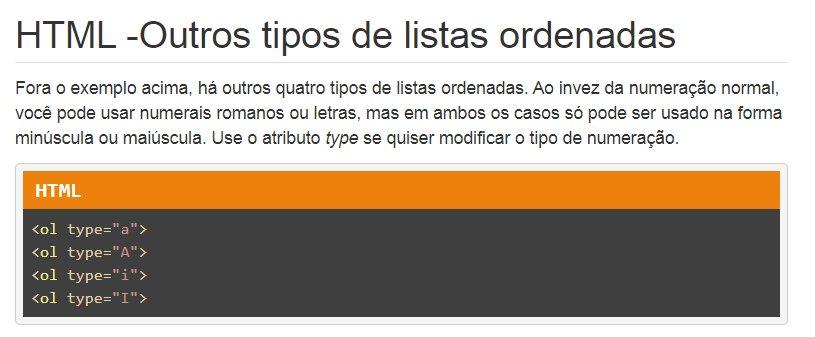 HTML -Outros tipos de listas ordenadas
Fora o exemplo acima, há outros quatro tipos de listas ordenadas. Ao invez da numeração normal,
você pode usar numerais romanos ou letras, mas em ambos os casos só pode ser usado na forma
minúscula ou maiúscula. Use o atributo type se quiser modificar o tipo de numeração.
HTML
<ol type="a">
<ol type="A">
<ol type="i">
<ol type="I">